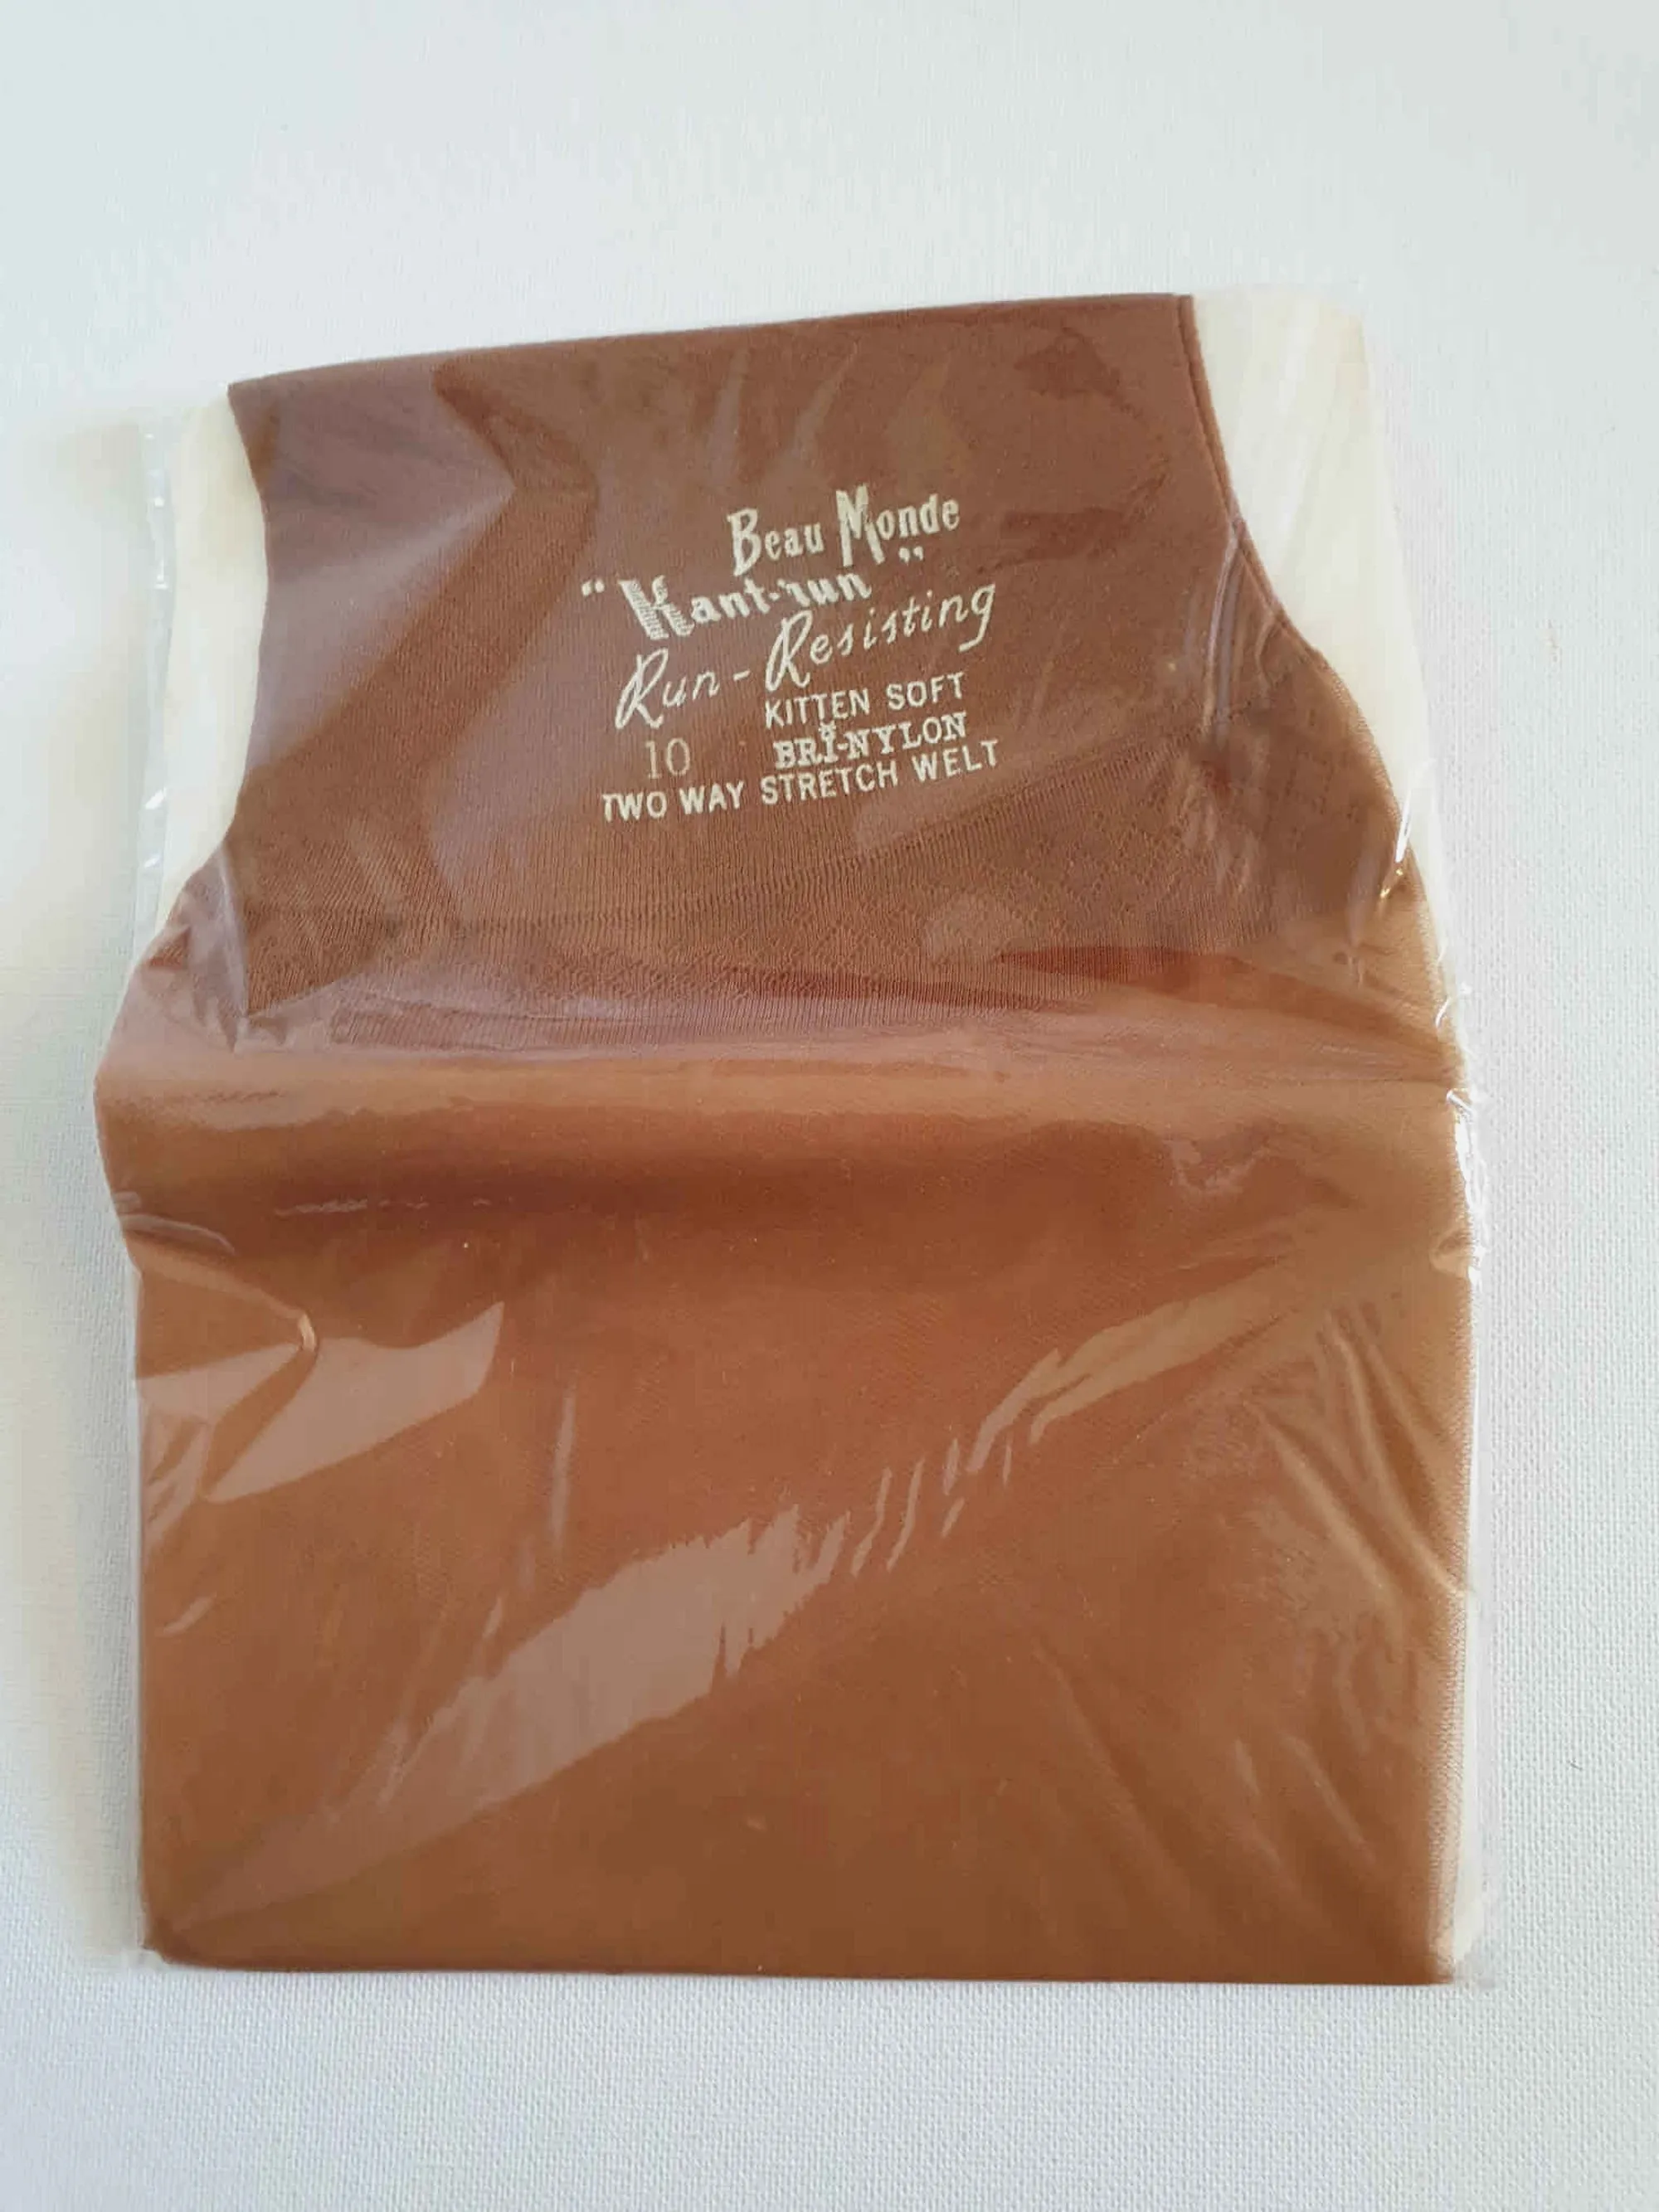 Beau Monde
"Kant-run"
Run-Resisting
KITTEN SOFT
10 BRI-NYLON
TWO WAY STRETCH WELT